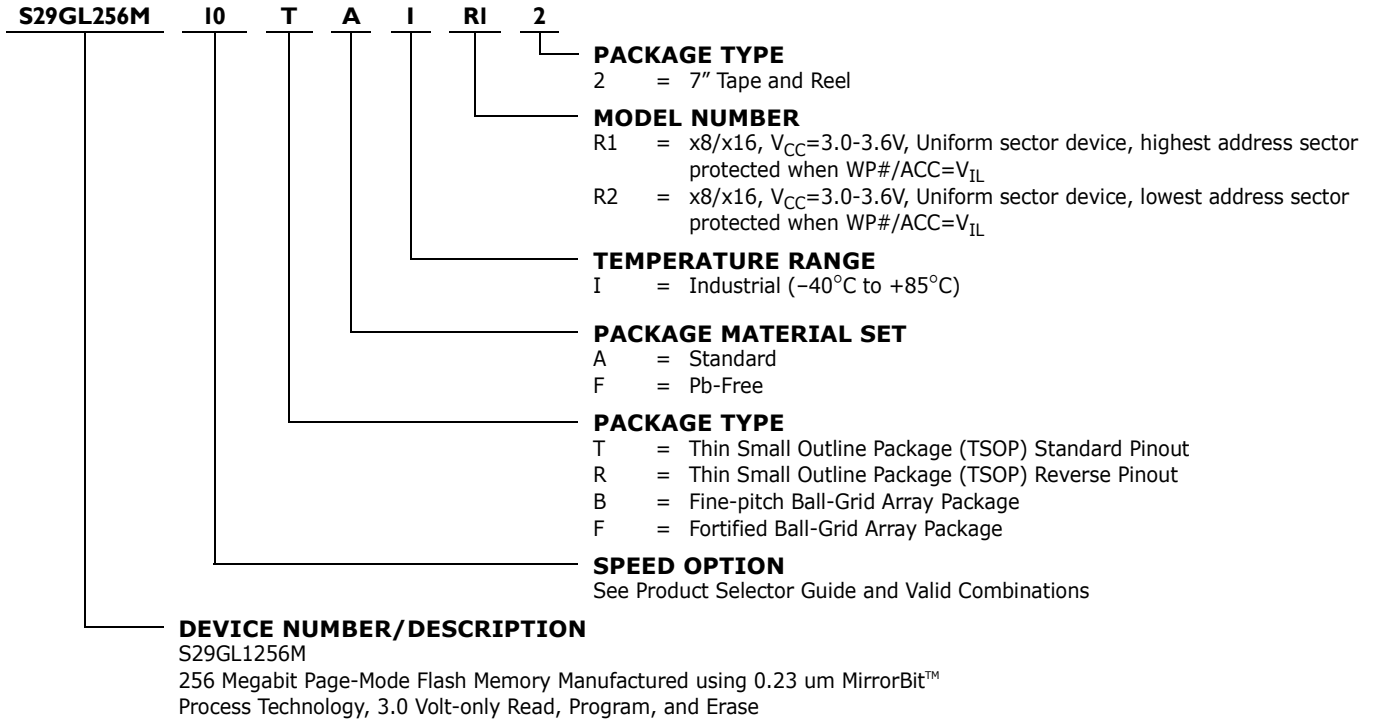 S29GL256M 10 T A I R1 2
PACKAGE TYPE
2 = 7” Tape and Reel
MODEL NUMBER
R1 = x8/x16, VCC=3.0-3.6V, Uniform sector device, highest address sector
protected when WP#/ACC=VIL
R2 = x8/x16, VCC=3.0-3.6V, Uniform sector device, lowest address sector
protected when WP#/ACC=VIL
TEMPERATURE RANGE
I = Industrial (–40°C to +85°C)
PACKAGE MATERIAL SET
A = Standard
F = Pb-Free
PACKAGE TYPE
T = Thin Small Outline Package (TSOP) Standard Pinout
R = Thin Small Outline Package (TSOP) Reverse Pinout
B = Fine-pitch Ball-Grid Array Package
F = Fortified Ball-Grid Array Package
SPEED OPTION
See Product Selector Guide and Valid Combinations
DEVICE NUMBER/DESCRIPTION
S29GL1256M
256 Megabit Page-Mode Flash Memory Manufactured using 0.23 um MirrorBit™
Process Technology, 3.0 Volt-only Read, Program, and Erase